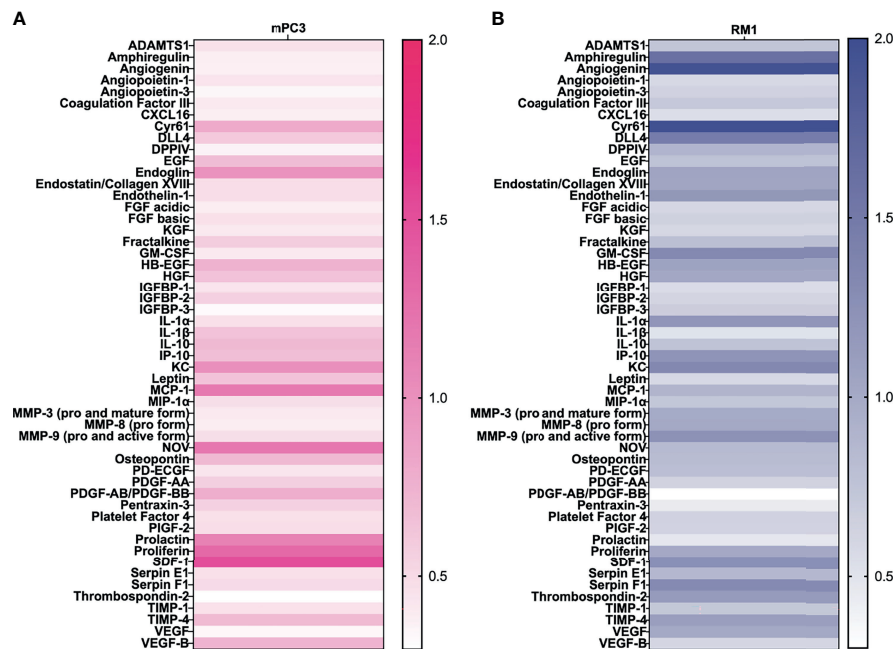 A
mPC3
ADAMTS1
Amphiregulin
Angiogenin
Angiopoietin-1
Angiopoietin-3
Coagulation Factor III
CXCL16
Cyr61
DLL4
DPPIV
EGF
Endoglin
Endostatin/Collagen XVIII
Endothelin-1
FGF acidic
FGF basic
KGF
Fractalkine
GM-CSF
HB-EGF
HGF
IGFBP-1
IGFBP-2
IGFBP-3
IL-1α
IL-1β
IL-10
IP-10
KC
Leptin
MCP-1
MIP-1α
MMP-3 (pro and mature form)
MMP-8 (pro form)
MMP-9 (pro and active form)
NOV
Osteopontin
PD-ECGF
PDGF-AA
PDGF-AB/PDGF-BB
Pentraxin-3
Platelet Factor 4
PlGF-2
Prolactin
Proliferin
SDF-1
Serpin E1
Serpin F1
Thrombospondin-2
TIMP-1
TIMP-4
VEGF
VEGF-B
2.0
1.5
1.0
0.5
B
RM1
ADAMTS1
Amphiregulin
Angiogenin
Angiopoietin-1
Angiopoietin-3
Coagulation Factor III
CXCL16
Cyr61
DLL4
DPPIV
EGF
Endoglin
Endostatin/Collagen XVIII
Endothelin-1
FGF acidic
FGF basic
KGF
Fractalkine
GM-CSF
HB-EGF
HGF
IGFBP-1
IGFBP-2
IGFBP-3
IL-1α
IL-1β
IL-10
IP-10
KC
Leptin
MCP-1
MIP-1α
MMP-3 (pro and mature form)
MMP-8 (pro form)
MMP-9 (pro and active form)
NOV
Osteopontin
PD-ECGF
PDGF-AA
PDGF-AB/PDGF-BB
Pentraxin-3
Platelet Factor 4
PlGF-2
Prolactin
Proliferin
SDF-1
Serpin E1
Serpin F1
Thrombospondin-2
TIMP-1
TIMP-4
VEGF
VEGF-B
2.0
1.5
1.0
0.5